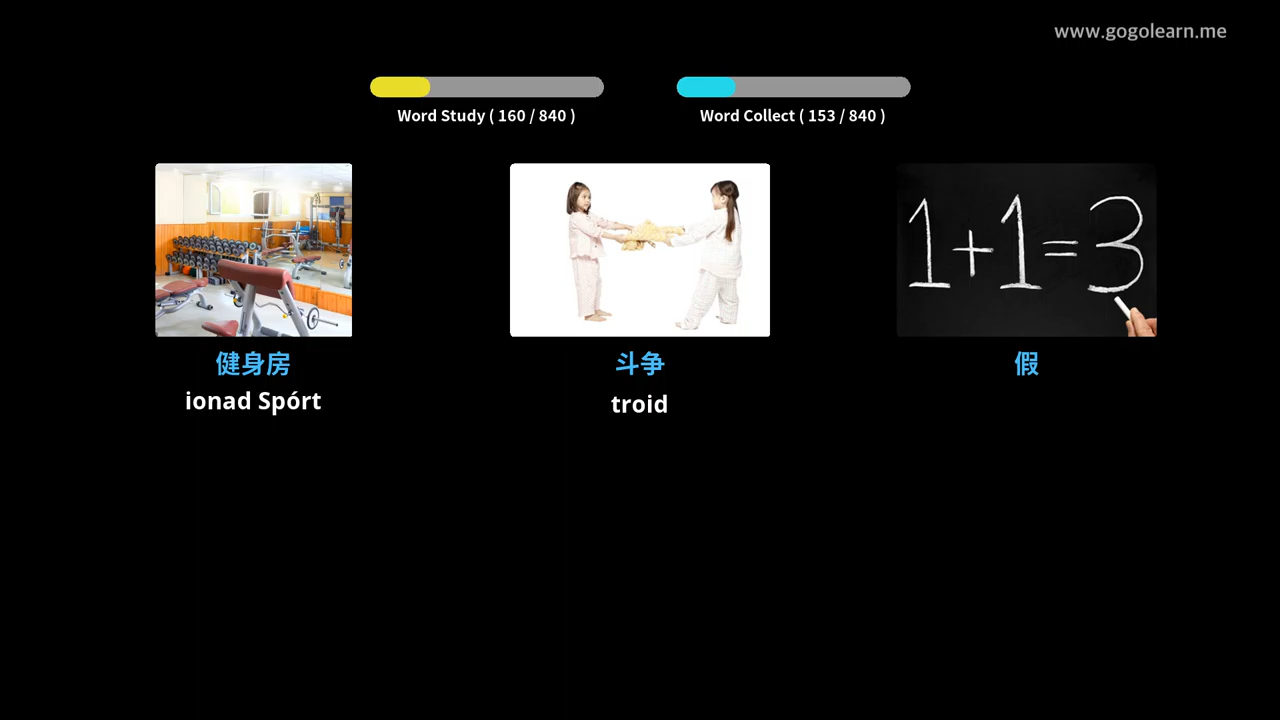 www.gogolearn.me
Word Study ( 160 / 840 )
Word Collect ( 153 / 840 )
1+1=3
健身房
斗争
假
ionad Spórt
troid